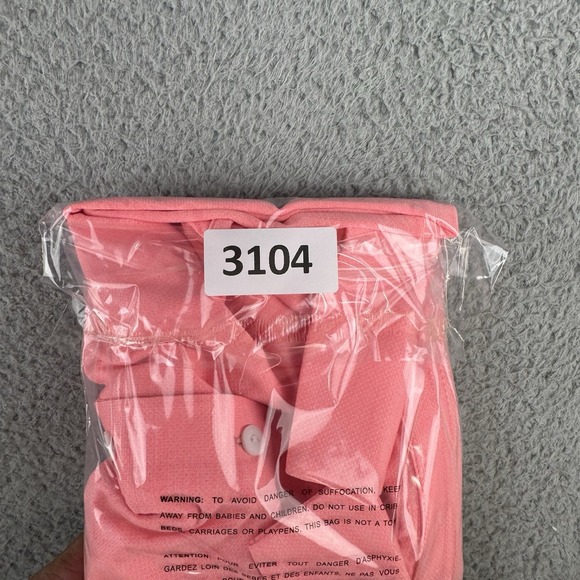 3104
WARNING: TO AVOID DANGER OF SUFFOCATION, KEEP
AWAY FROM BABIES AND CHILDREN. DO NOT USE IN CRIB
BEDS, CARRIAGES OR PLAYPENS. THIS BAG IS NOT A TOY
ATTENTION: POUR EVITER TOUT DANGER D'ASPHYXIE.
GARDEZ LOIN DES BEBES ET DES ENFANTS. NE PAS VOUS